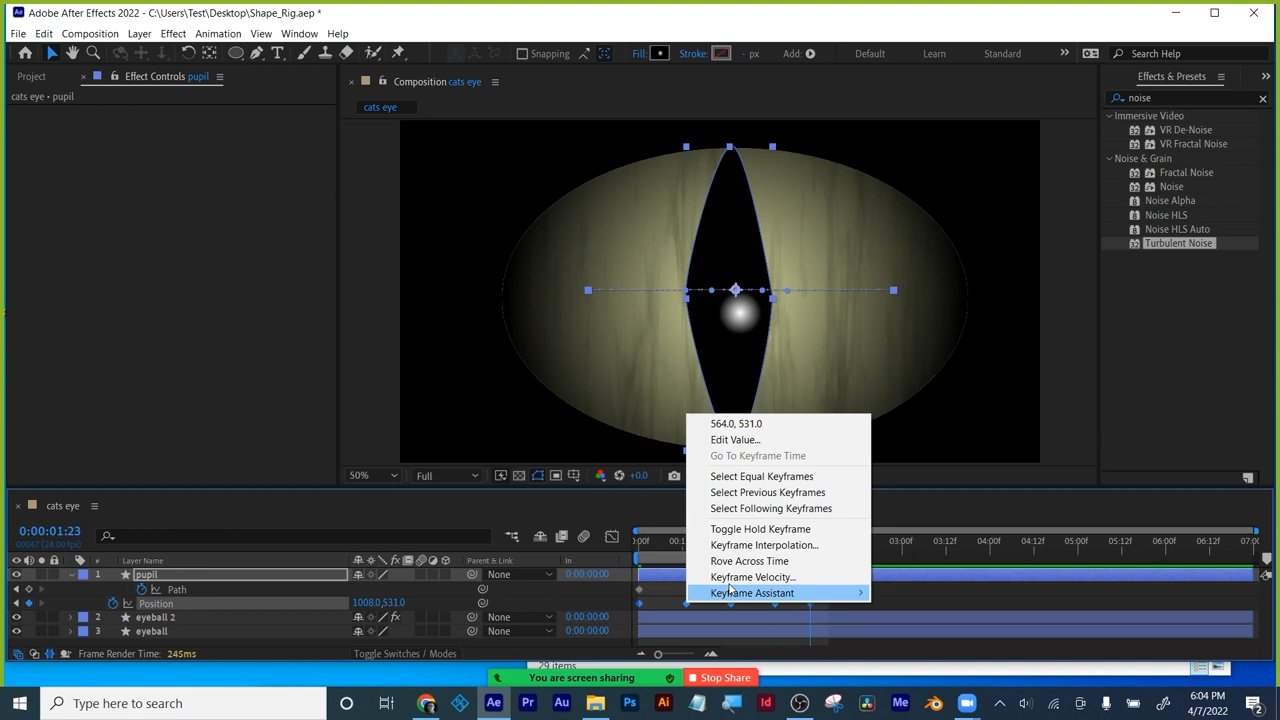 Adobe After Effects 2022 - C:\Users\Test\Desktop\Shape_Rig.aep *
File Edit Composition Layer Effect Animation View Window Help
Snapping Fill: Stroke: - px Add: Default Learn Standard Search Help
Project Effect Controls pupil
cats eye • pupil
Composition cats eye
cats eye
Effects & Presets
noise
Immersive Video
VR De-Noise
VR Fractal Noise
Noise & Grain
Fractal Noise
Noise
Noise Alpha
Noise HLS
Noise HLS Auto
Turbulent Noise
50% Full +0.0
564.0, 531.0
Edit Value...
Go To Keyframe Time
Select Equal Keyframes
Select Previous Keyframes
Select Following Keyframes
Toggle Hold Keyframe
Keyframe Interpolation...
Rove Across Time
Keyframe Velocity...
Keyframe Assistant
cats eye
0:00:01:23
00047 (24.00 fps)
03:00f 04:00f 05:00f 06:00f 07:0
# Layer Name Parent & Link In
1 pupil None 0:00:00:00
Path
Position 1008.0,531.0
2 eyeball 2 None 0:00:00:00
3 eyeball None 0:00:00:00
Frame Render Time: 245ms Toggle Switches / Modes
29 items
You are screen sharing Stop Share
Type here to search
6:04 PM
4/7/2022